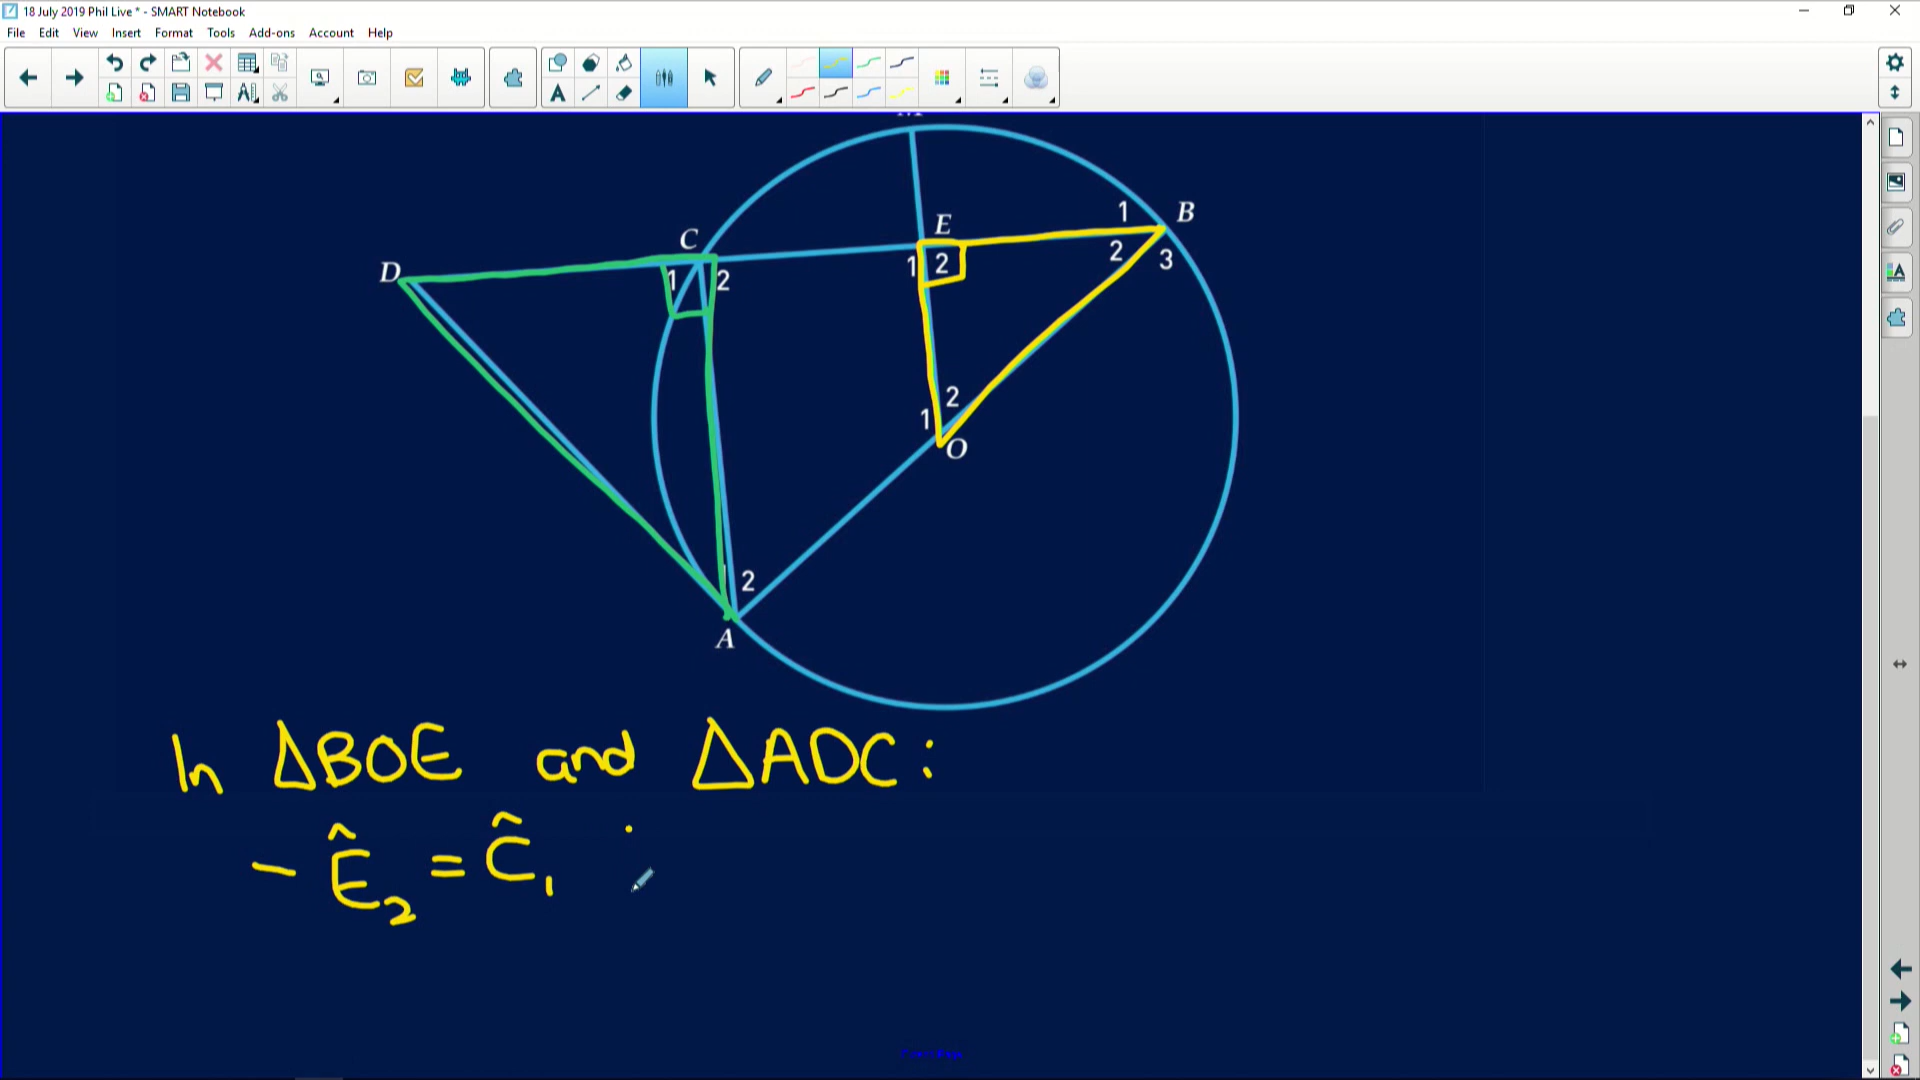 18 July 2019 Phil Live * - SMART Notebook
File Edit View Insert Format Tools Add-ons Account Help
E
1 B
C
2 3
D
1 2
1 2
2
1
O
2
A
In ΔBOE and ΔADC:
- Ê₂ = Ĉ₁ ;